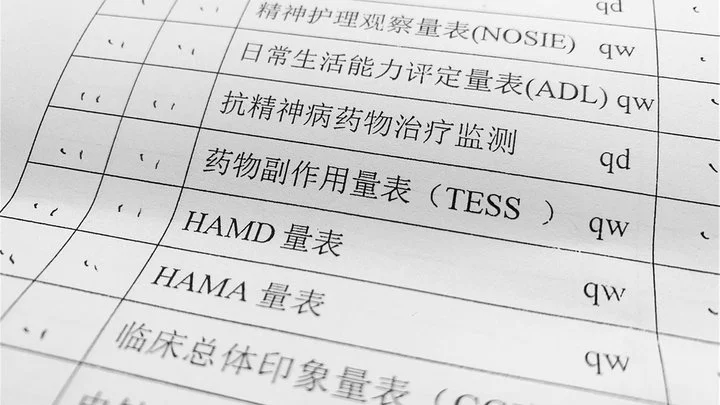 qd
精神护理观察量表(NOSIE) qw
日常生活能力评定量表(ADL) qw
抗精神病药物治疗监测 qd
药物副作用量表（TESS ） qw
HAMD 量表 qw
HAMA 量表 qw
临床总体印象量表 qw